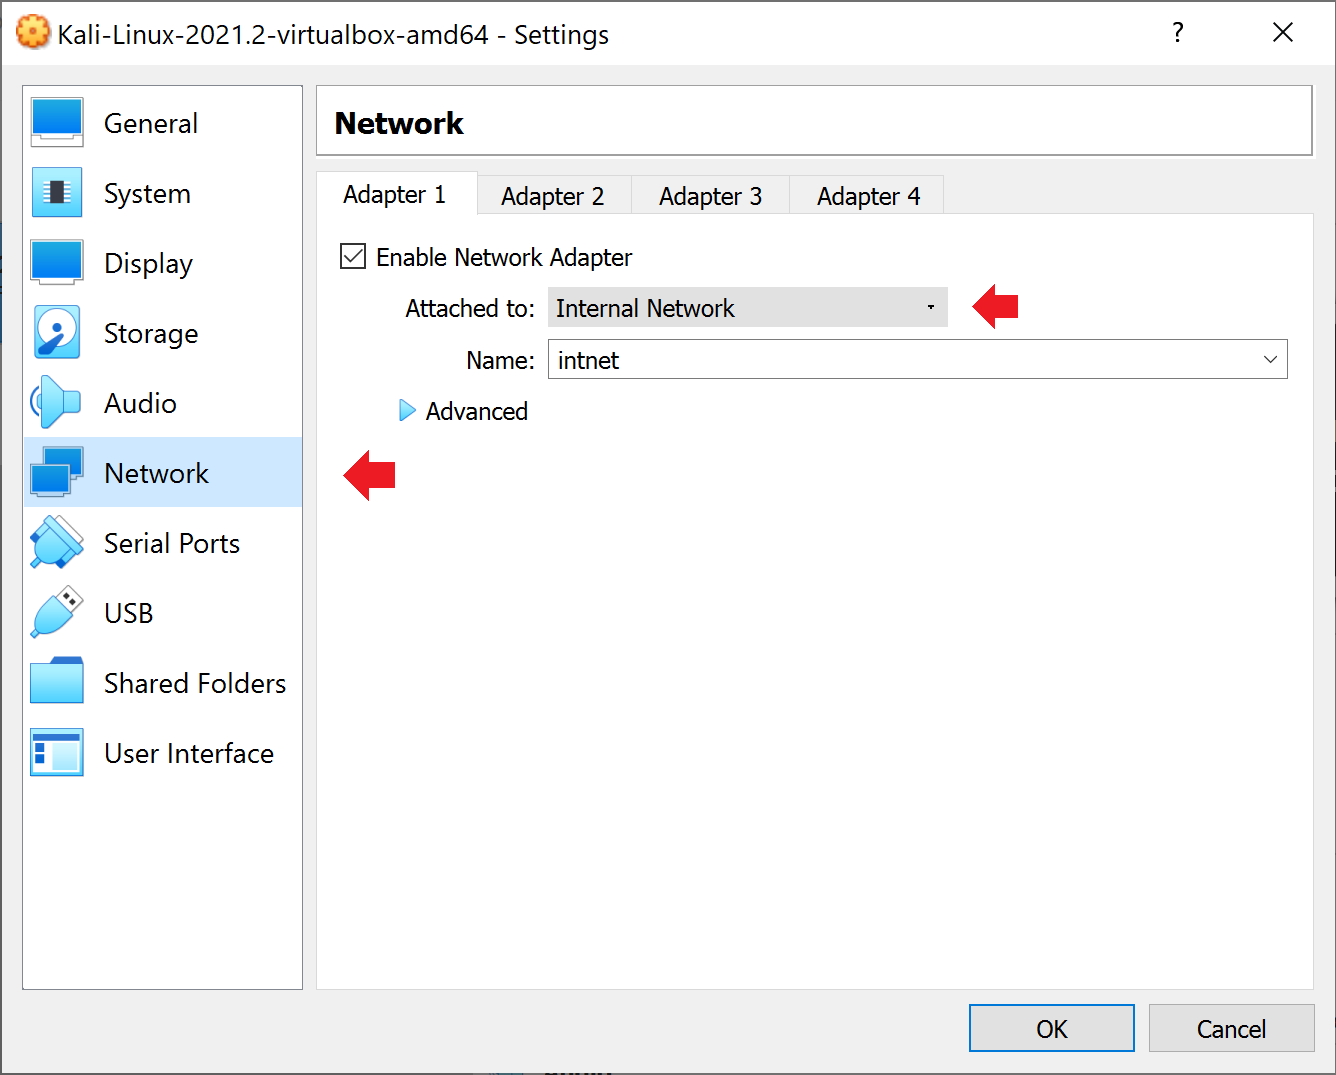 Kali-Linux-2021.2-virtualbox-amd64 - Settings
?
General
System
Display
Storage
Audio
Network
Serial Ports
USB
Shared Folders
User Interface
Network
Adapter 1
Adapter 2
Adapter 3
Adapter 4
Enable Network Adapter
Attached to: Internal Network
Name: intnet
Advanced
OK
Cancel